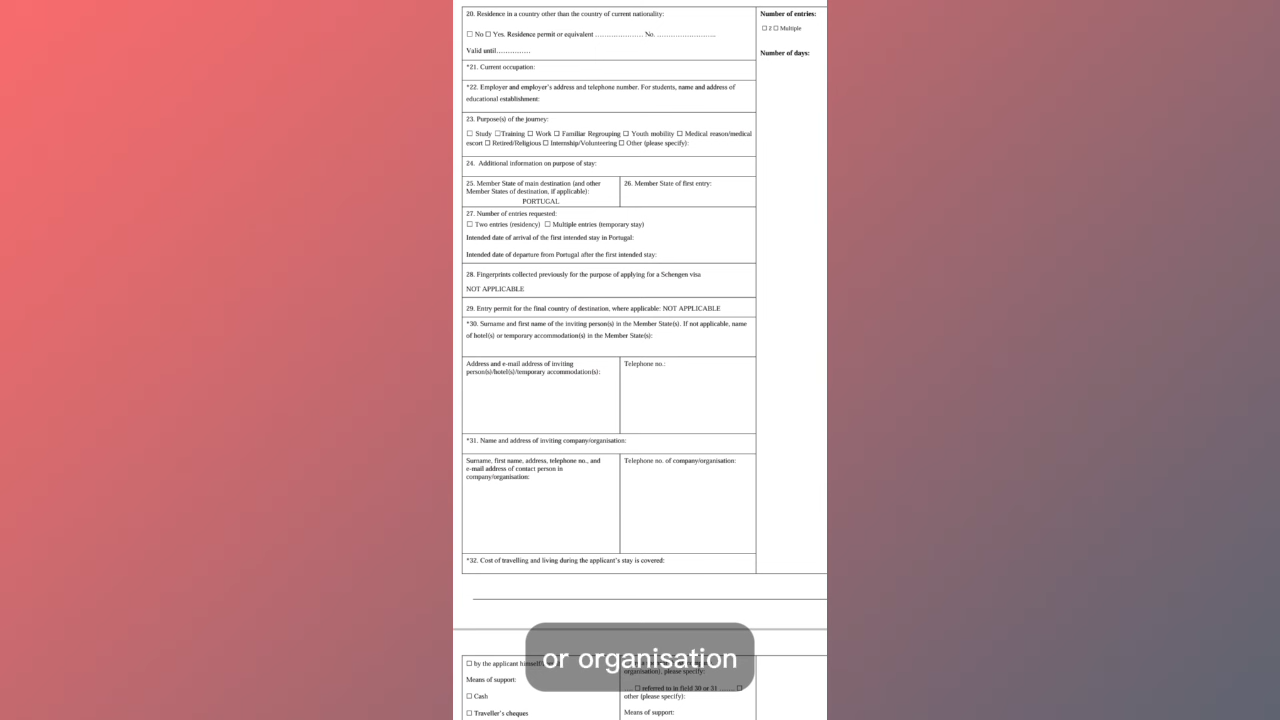 20. Residence in a country other than the country of current nationality:
☐ No ☐ Yes. Residence permit or equivalent ………………… No. ……………………..
Valid until……………
*21. Current occupation:
*22. Employer and employer's address and telephone number. For students, name and address of
educational establishment:
23. Purpose(s) of the journey:
☐ Study ☐Training ☐ Work ☐ Familiar Regrouping ☐ Youth mobility ☐ Medical reason/medical
escort ☐ Retired/Religious ☐ Internship/Volunteering ☐ Other (please specify):
24. Additional information on purpose of stay:
25. Member State of main destination (and other
Member States of destination, if applicable):
PORTUGAL
26. Member State of first entry:
27. Number of entries requested:
☐ Two entries (residency) ☐ Multiple entries (temporary stay)
Intended date of arrival of the first intended stay in Portugal:
Intended date of departure from Portugal after the first intended stay:
28. Fingerprints collected previously for the purpose of applying for a Schengen visa
NOT APPLICABLE
29. Entry permit for the final country of destination, where applicable: NOT APPLICABLE
*30. Surname and first name of the inviting person(s) in the Member State(s). If not applicable, name
of hotel(s) or temporary accommodation(s) in the Member State(s):
Address and e-mail address of inviting
person(s)/hotel(s)/temporary accommodation(s):
Telephone no.:
*31. Name and address of inviting company/organisation:
Surname, first name, address, telephone no., and
e-mail address of contact person in
company/organisation:
Telephone no. of company/organisation:
*32. Cost of travelling and living during the applicant's stay is covered:
Number of entries:
☐ 2 ☐ Multiple
Number of days:
or organisation
☐ by the applicant
Means of support:
☐ Cash
☐ Traveller's cheques
organisation), please specify:
.... ☐ referred to in field 30 or 31 ....... ☐
other (please specify):
Means of support: